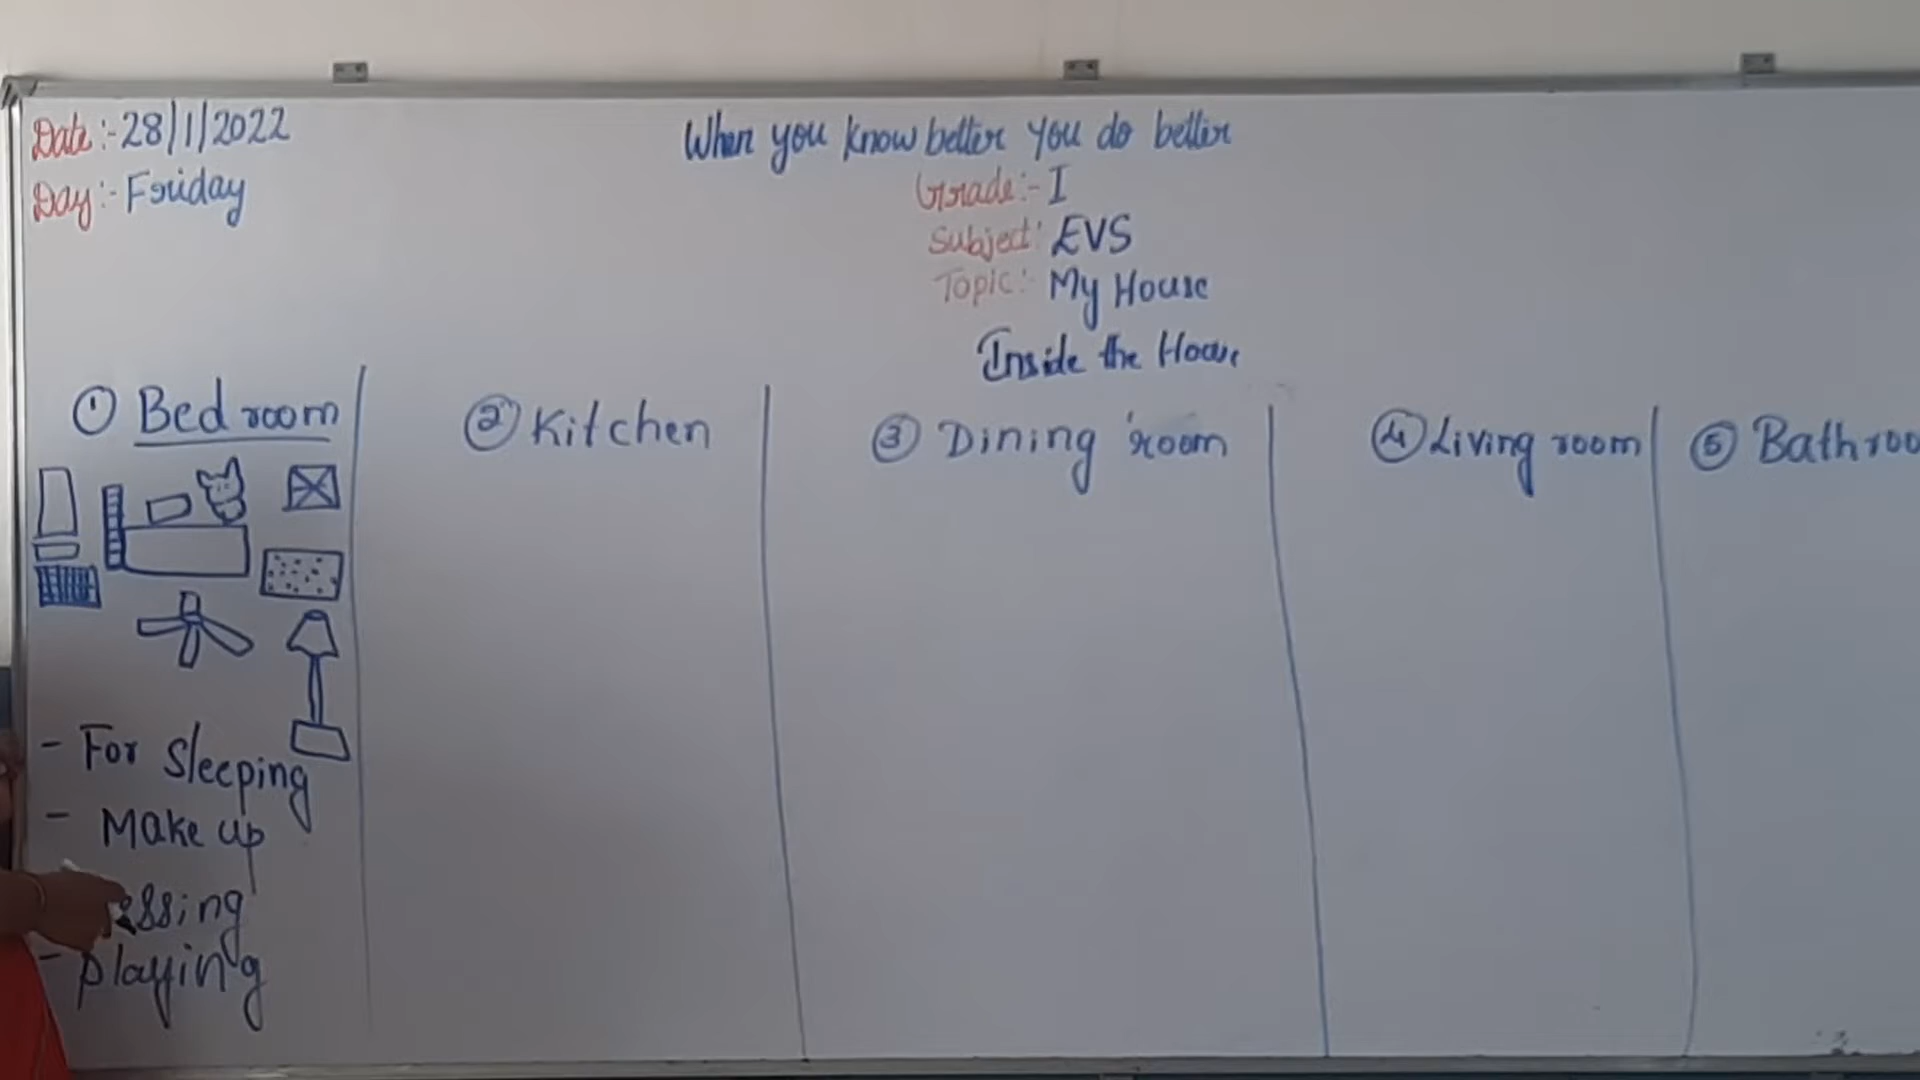 Date:- 28/1/2022
Day:- Friday
When you know better you do better
Grade:- I
Subject: EVS
Topic:- My House
Inside the House
① Bedroom
- For Sleeping
- Make up
- Playing
② Kitchen
③ Dining room
④ Living room
⑤